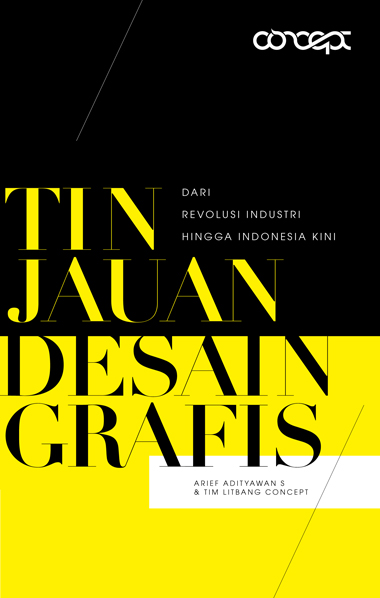 concept
TIN
DARI
REVOLUSI INDUSTRI
HINGGA INDONESIA KINI
JAUAN
DESAIN
GRAFIS
ARIEF ADITYAWAN S
& TIM LITBANG CONCEPT